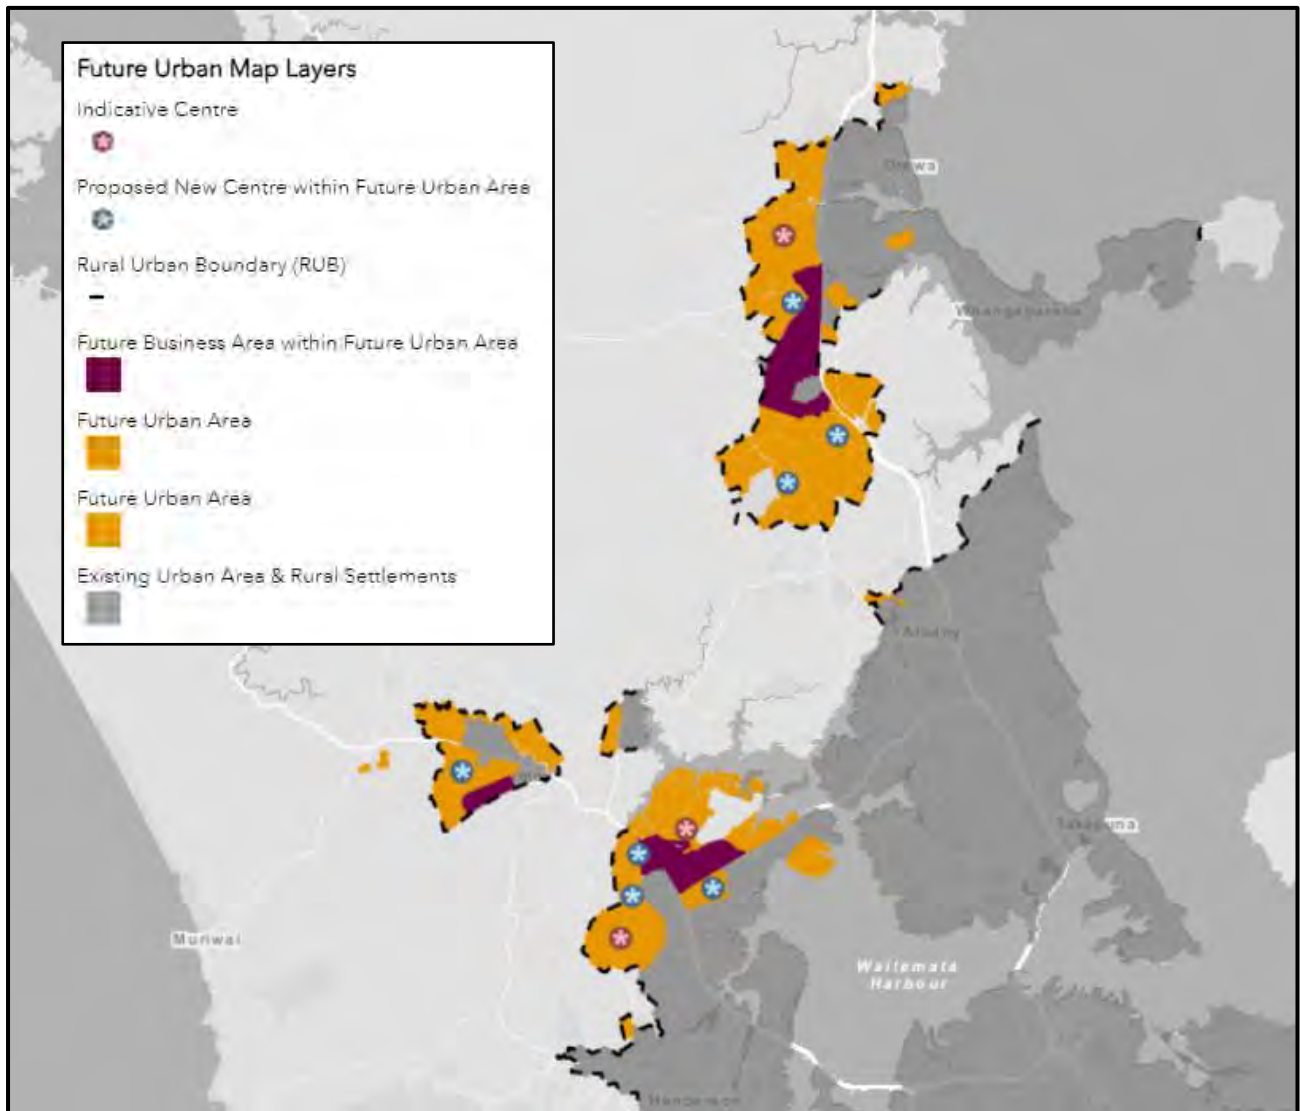 Future Urban Map Layers
Indicative Centre
Proposed New Centre within Future Urban Area
Rural Urban Boundary (RUB)
Future Business Area within Future Urban Area
Future Urban Area
Future Urban Area
Existing Urban Area & Rural Settlements
Orewa
Whangaparaoa
Albany
Takapuna
Muriwai
Waitemata
Harbour
Henderson